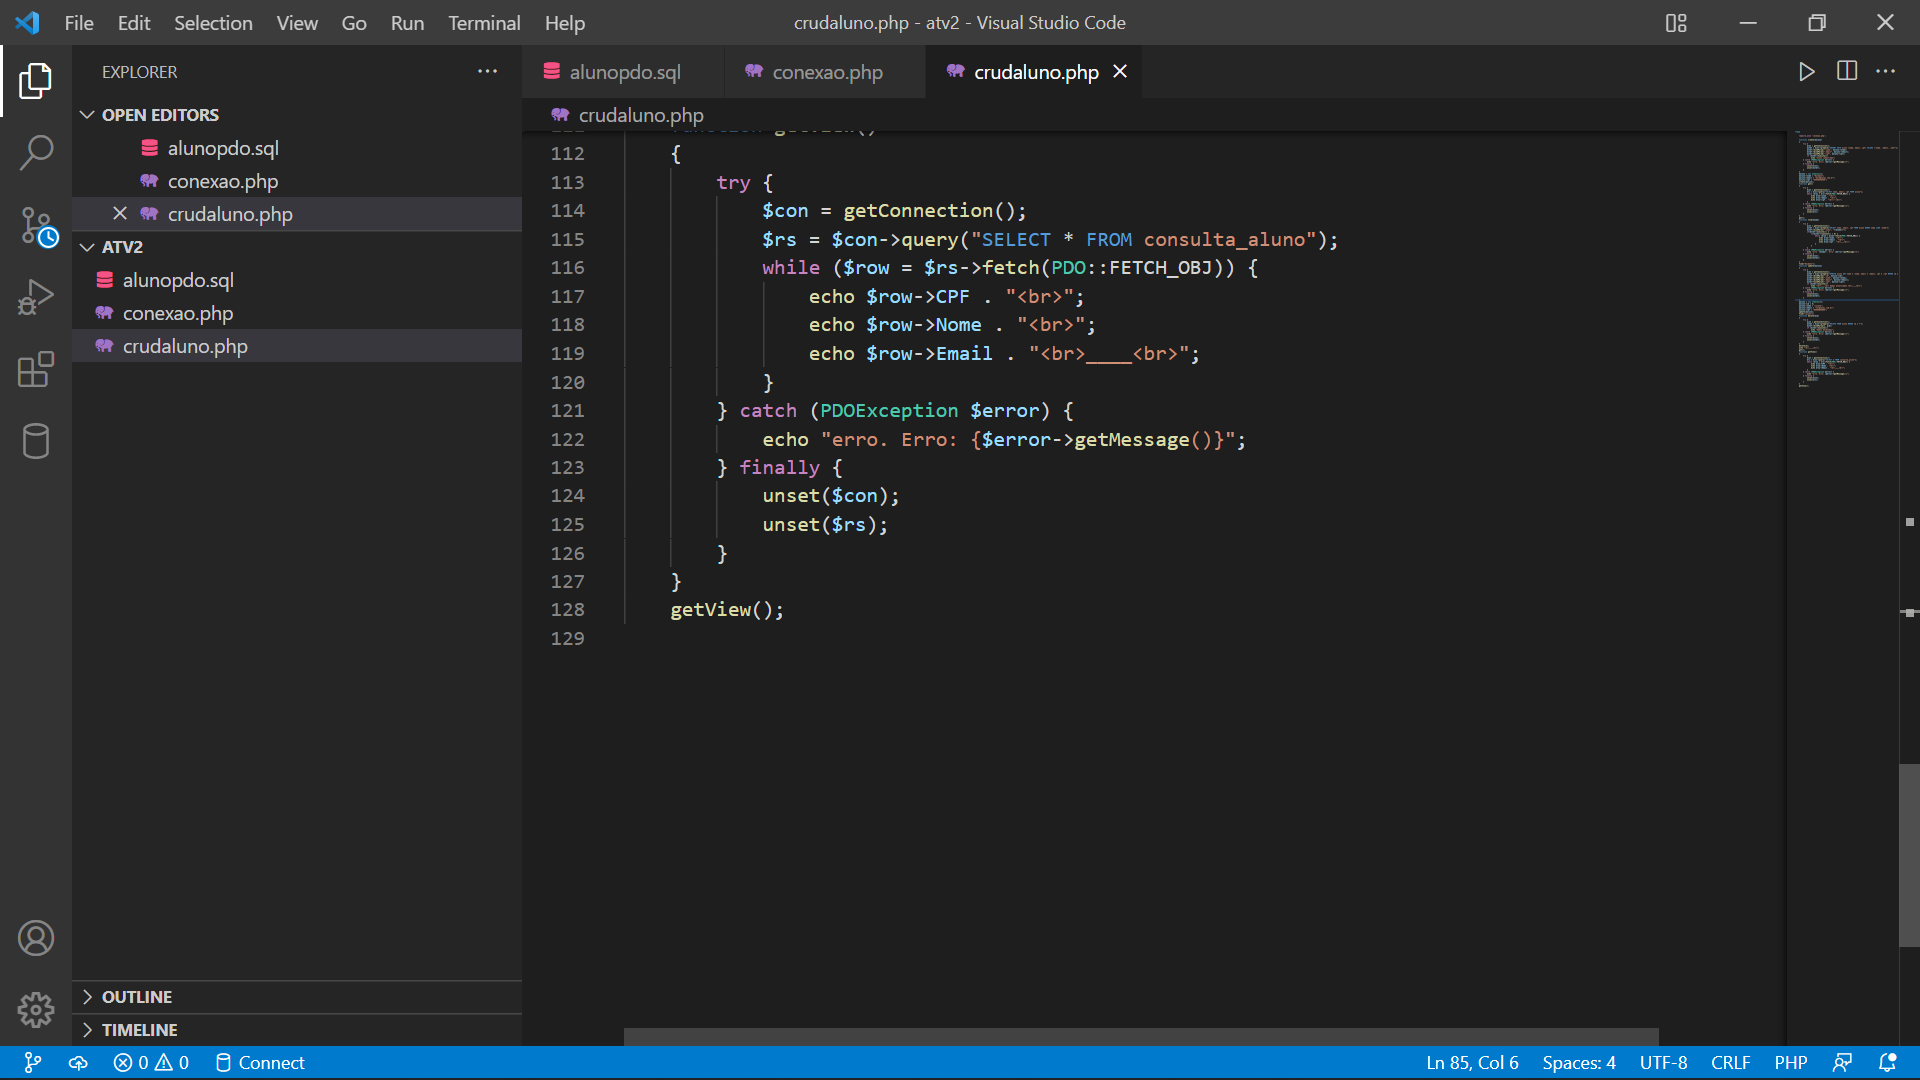 File Edit Selection View Go Run Terminal Help
crudaluno.php - atv2 - Visual Studio Code
EXPLORER
OPEN EDITORS
alunopdo.sql
conexao.php
crudaluno.php
ATV2
alunopdo.sql
conexao.php
crudaluno.php
OUTLINE
TIMELINE
alunopdo.sql conexao.php crudaluno.php
crudaluno.php
112 {
113 try {
114 $con = getConnection();
115 $rs = $con->query("SELECT * FROM consulta_aluno");
116 while ($row = $rs->fetch(PDO::FETCH_OBJ)) {
117 echo $row->CPF . "<br>";
118 echo $row->Nome . "<br>";
119 echo $row->Email . "<br>____<br>";
120 }
121 } catch (PDOException $error) {
122 echo "erro. Erro: {$error->getMessage()}";
123 } finally {
124 unset($con);
125 unset($rs);
126 }
127 }
128 getView();
129
0 0 Connect
Ln 85, Col 6 Spaces: 4 UTF-8 CRLF PHP